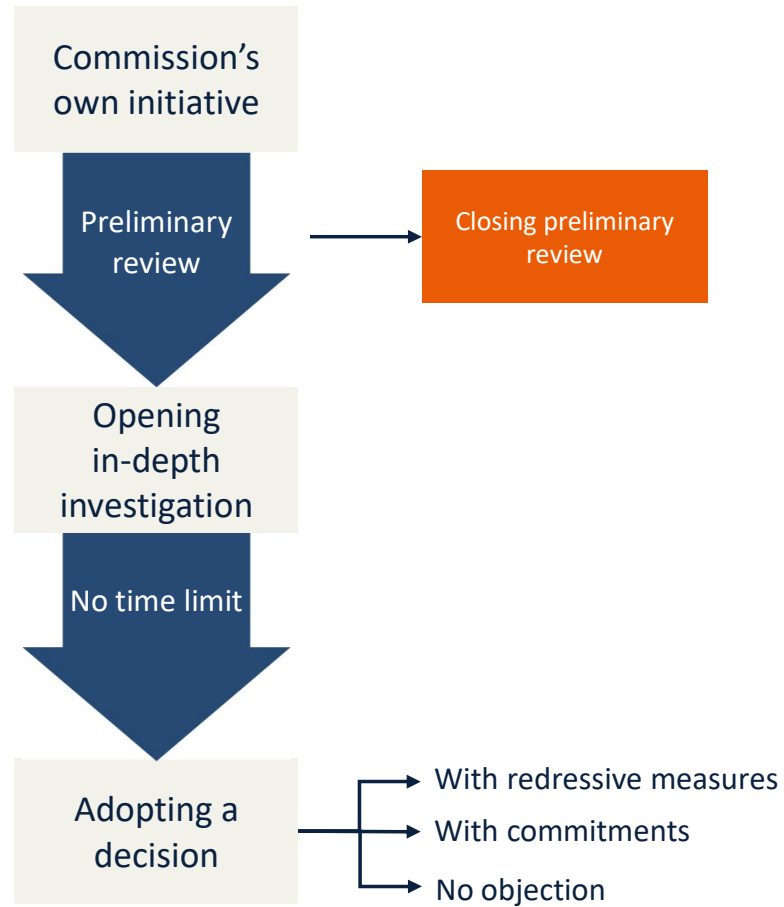 Commission’s
own initiative
Preliminary
review
Closing preliminary
review
Opening
in-depth
investigation
No time limit
Adopting a
decision
With redressive measures
With commitments
No objection